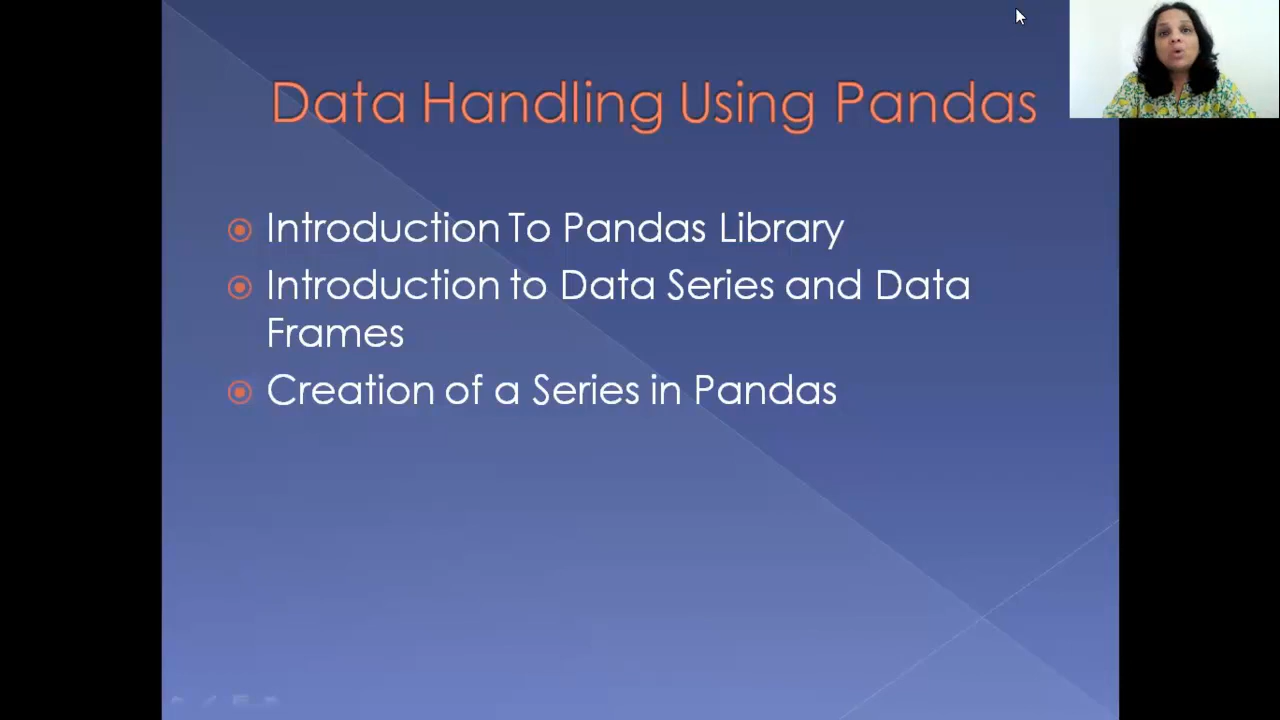 Data Handling Using Pandas
Introduction To Pandas Library
Introduction to Data Series and Data
Frames
Creation of a Series in Pandas